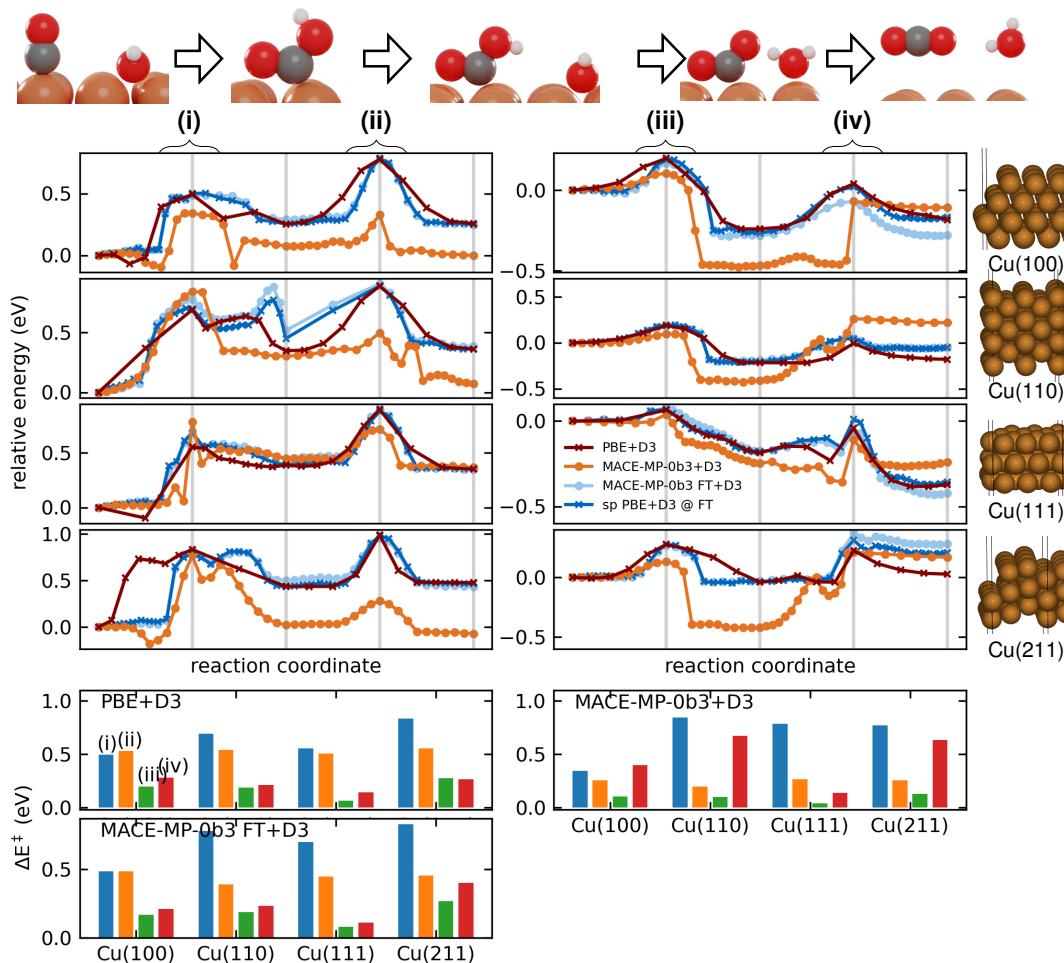 (i)
(ii)
(iii)
(iv)
relative energy (eV)
0.5
0.0
0.5
0.0
0.5
0.0
1.0
0.5
0.0
reaction coordinate
0.0
−0.5
0.0
−0.5
0.0
−0.5
PBE+D3
MACE-MP-0b3+D3
MACE-MP-0b3 FT+D3
sp PBE+D3 @ FT
0.0
−0.5
reaction coordinate
Cu(100)
Cu(110)
Cu(111)
Cu(211)
ΔE‡ (eV)
1.0
0.5
0.0
PBE+D3
(i)
(ii)
(iii)
(iv)
1.0
0.5
0.0
MACE-MP-0b3+D3
Cu(100)
Cu(110)
Cu(111)
Cu(211)
0.5
0.0
MACE-MP-0b3 FT+D3
Cu(100)
Cu(110)
Cu(111)
Cu(211)